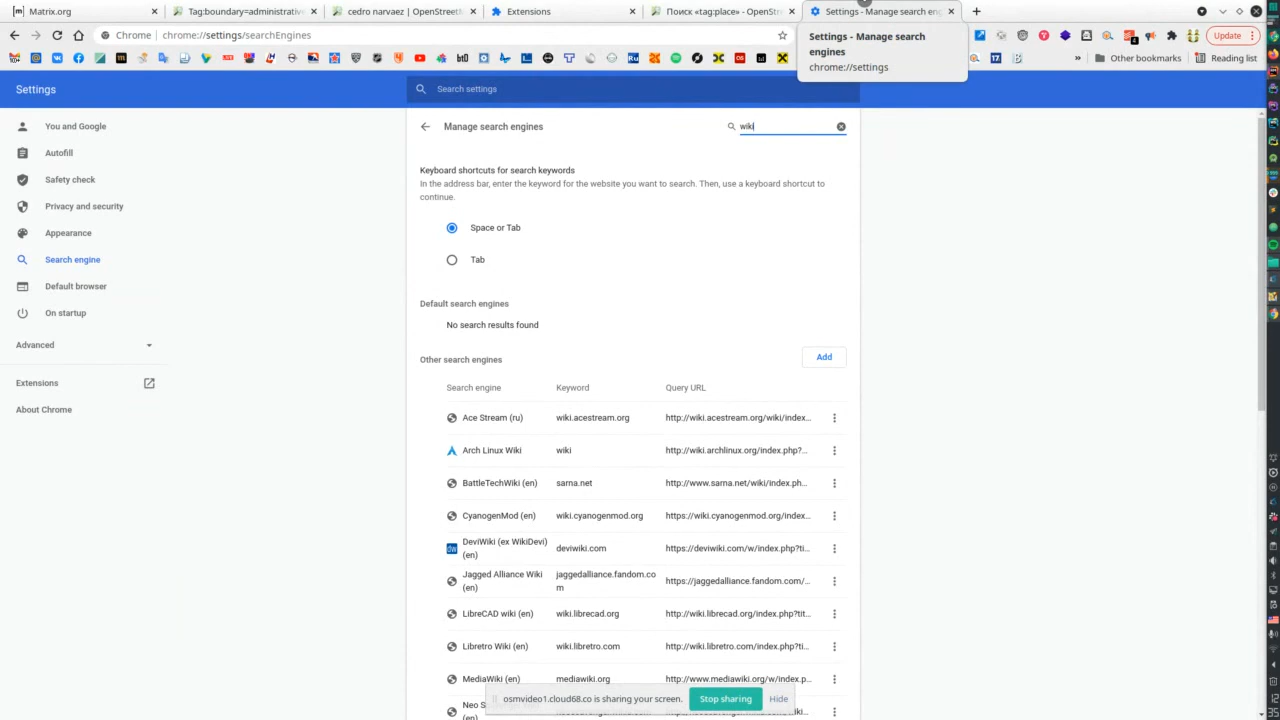 Matrix.org
Tag:boundary=administrative
cedro narvaez | OpenStreetM
Extensions
Поиск «tag:place» - OpenStre
Settings - Manage search eng
Chrome | chrome://settings/searchEngines
Update
Settings - Manage search
engines
chrome://settings
Other bookmarks
Reading list
Settings
Search settings
You and Google
Autofill
Safety check
Privacy and security
Appearance
Search engine
Default browser
On startup
Advanced
Extensions
About Chrome
Manage search engines
wiki
Keyboard shortcuts for search keywords
In the address bar, enter the keyword for the website you want to search. Then, use a keyboard shortcut to
continue.
Space or Tab
Tab
Default search engines
No search results found
Other search engines
Add
Search engine Keyword Query URL
Ace Stream (ru) wiki.acestream.org http://wiki.acestream.org/wiki/index...
Arch Linux Wiki wiki http://wiki.archlinux.org/index.php?...
BattleTechWiki (en) sarna.net http://www.sarna.net/wiki/index.ph...
CyanogenMod (en) wiki.cyanogenmod.org https://wiki.cyanogenmod.org/index...
DeviWiki (ex WikiDevi)
(en) deviwiki.com https://deviwiki.com/w/index.php?ti...
Jagged Alliance Wiki jaggedalliance.fandom.co https://jaggedalliance.fandom.com/...
(en) m
LibreCAD wiki (en) wiki.librecad.org http://wiki.librecad.org/index.php?tit...
Libretro Wiki (en) wiki.libretro.com http://wiki.libretro.com/index.php?ti...
MediaWiki (en) mediawiki.org http://www.mediawiki.org/w/index.p...
osmvideo1.cloud68.co is sharing your screen. Stop sharing Hide
Neo
(en)
12
35